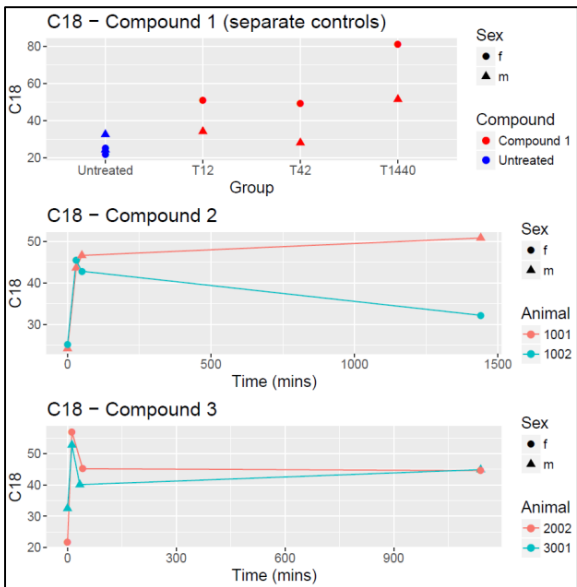 C18 − Compound 1 (separate controls)
80
60
40
20
C18
Untreated T12 T42 T1440
Group
Sex
f
m
Compound
Compound 1
Untreated
C18 − Compound 2
50
40
30
C18
0 500 1000 1500
Time (mins)
Sex
f
m
Animal
1001
1002
C18 − Compound 3
50
40
30
20
C18
0 300 600 900
Time (mins)
Sex
f
m
Animal
2002
3001